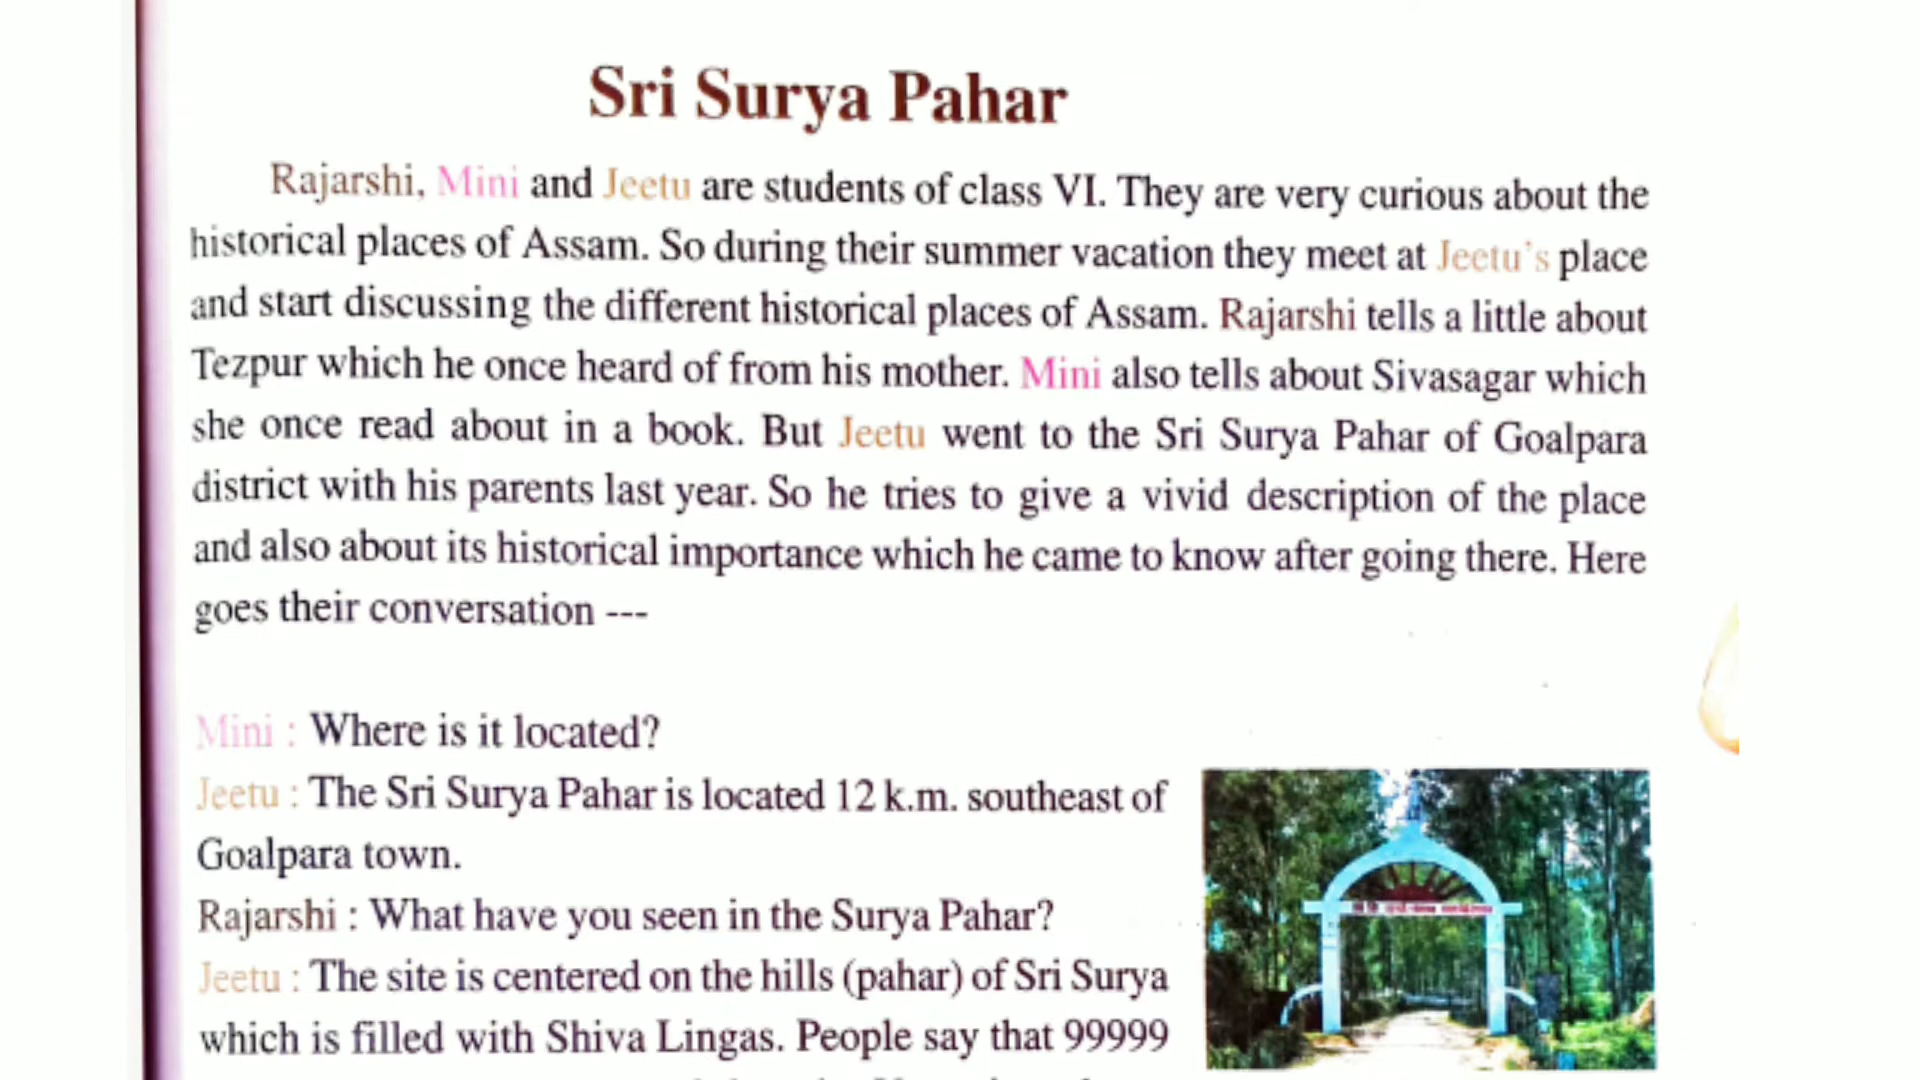 Sri Surya Pahar
Rajarshi, Mini and Jeetu are students of class VI. They are very curious about the
historical places of Assam. So during their summer vacation they meet at Jeetu's place
and start discussing the different historical places of Assam. Rajarshi tells a little about
Tezpur which he once heard of from his mother. Mini also tells about Sivasagar which
she once read about in a book. But Jeetu went to the Sri Surya Pahar of Goalpara
district with his parents last year. So he tries to give a vivid description of the place
and also about its historical importance which he came to know after going there. Here
goes their conversation ---
Mini : Where is it located?
Jeetu : The Sri Surya Pahar is located 12 k.m. southeast of
Goalpara town.
Rajarshi : What have you seen in the Surya Pahar?
Jeetu : The site is centered on the hills (pahar) of Sri Surya
which is filled with Shiva Lingas. People say that 99999